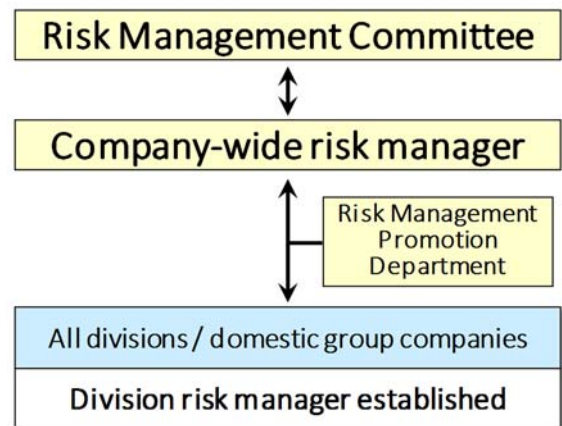 Risk Management Committee
Company-wide risk manager
Risk Management
Promotion
Department
All divisions / domestic group companies
Division risk manager established